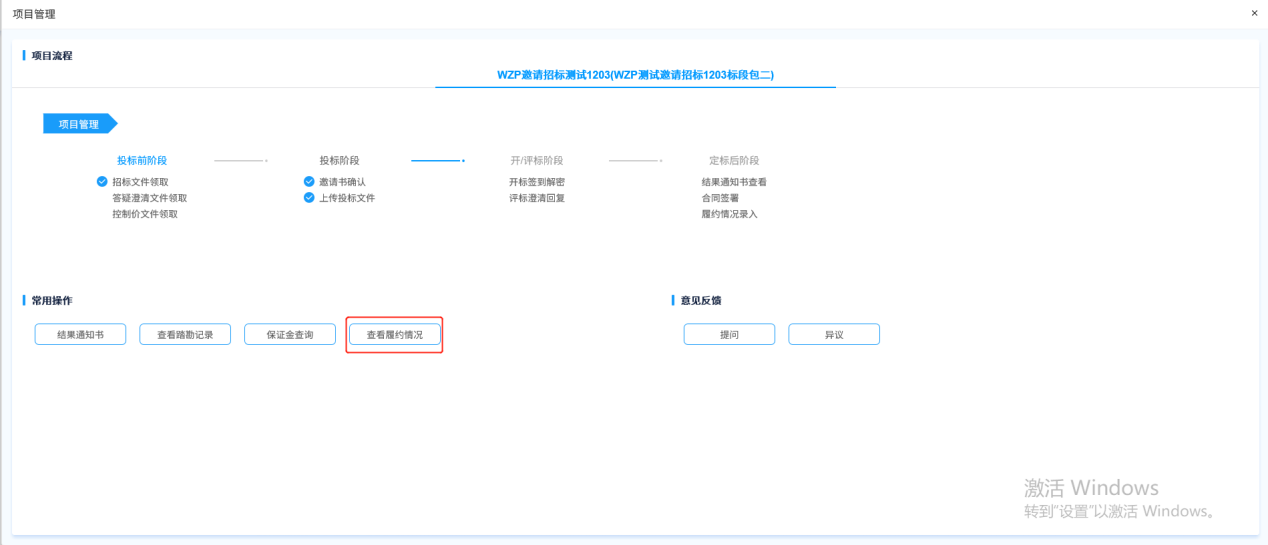 项目管理
×
项目流程
WZP邀请招标测试1203(WZP测试邀请招标1203标段包二)
项目管理
投标前阶段
招标文件领取
答疑澄清文件领取
控制价文件领取
投标阶段
邀请书确认
上传投标文件
开/评标阶段
开标签到解密
评标澄清回复
定标后阶段
结果通知书查看
合同签署
履约情况录入
常用操作
结果通知书 查看踏勘记录 保证金查询 查看履约情况
意见反馈
提问 异议
激活 Windows
转到"设置"以激活 Windows。